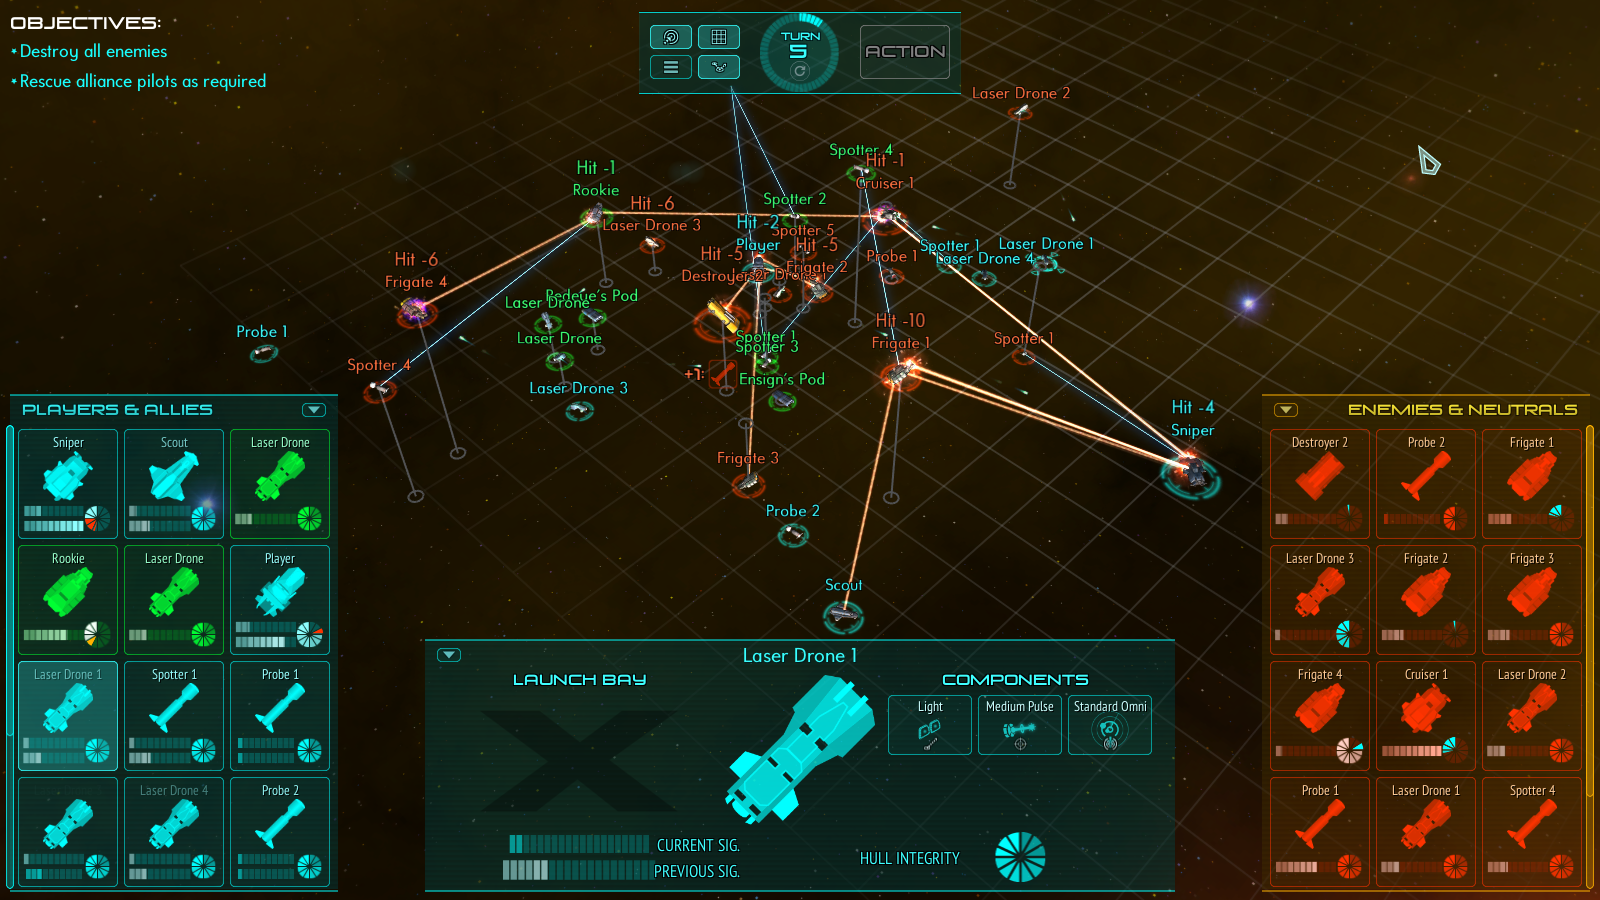 OBJECTIVES:
*Destroy all enemies
*Rescue alliance pilots as required
TURN
5
ACTION
Laser Drone 2
Spotter 4
Hit -1
Cruiser 1
Hit -1
Rookie
Spotter 2
Hit -6
Laser Drone 3
Hit -2
Player
Spotter 5
Hit -5
Hit -5
Frigate 2
Destroyer 2
Probe 1
Spotter 1
Laser Drone 1
Laser Drone 4
Hit -6
Frigate 4
Redeye's Pod
Laser Drone
Laser Drone
Probe 1
Spotter 4
Laser Drone 3
Spotter 1
Spotter 3
+1:
Ensign's Pod
Hit -10
Frigate 1
Spotter 1
Hit -4
Sniper
Frigate 3
Probe 2
Scout
PLAYERS & ALLIES
Sniper
Scout
Laser Drone
Rookie
Laser Drone
Player
Laser Drone 1
Spotter 1
Probe 1
Laser Drone 4
Probe 2
Laser Drone 1
LAUNCH BAY
COMPONENTS
Light
Medium Pulse
Standard Omni
CURRENT SIG.
PREVIOUS SIG.
HULL INTEGRITY
ENEMIES & NEUTRALS
Destroyer 2
Probe 2
Frigate 1
Laser Drone 3
Frigate 2
Frigate 3
Frigate 4
Cruiser 1
Laser Drone 2
Probe 1
Laser Drone 1
Spotter 4